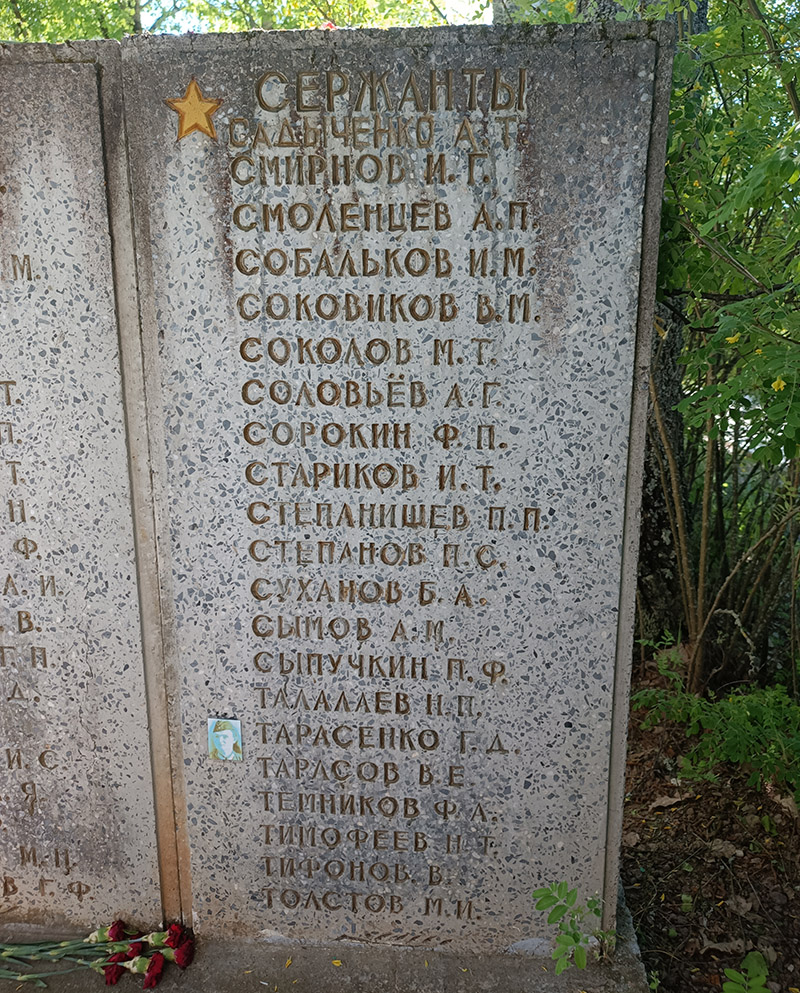 М
Т.
П.
Т
Н.
Ф.
А. И.
В.
Г П
Д.
И С
Я
М. Н.
В Г. Ф
СЕРЖАНТЫ
САДЫЧЕНКО А. Т.
СМИРНОВ И. Г.
СМОЛЕНЦЕВ А. П.
СОБАЛЬКОВ И. М.
СОКОВИКОВ В. М.
СОКОЛОВ М. Т.
СОЛОВЬЁВ А. Г
СОРОКИН Ф. П.
СТАРИКОВ И. Т.
СТЕПАНИЩЕВ П. П
СТЕПАНОВ П. С.
СУХАНОВ Б. А.
СЫМОВ А. М.
СЫПУЧКИН П. Ф.
ТАЛАЛАЕВ Н. П.
ТАРАСЕНКО Г. Д
ТАРАСОВ В. Е
ТЕМНИКОВ Ф. А.
ТИМОФЕЕВ Н. Т.
ТИФОНОВ. В.
ТОЛСТОВ М. И.